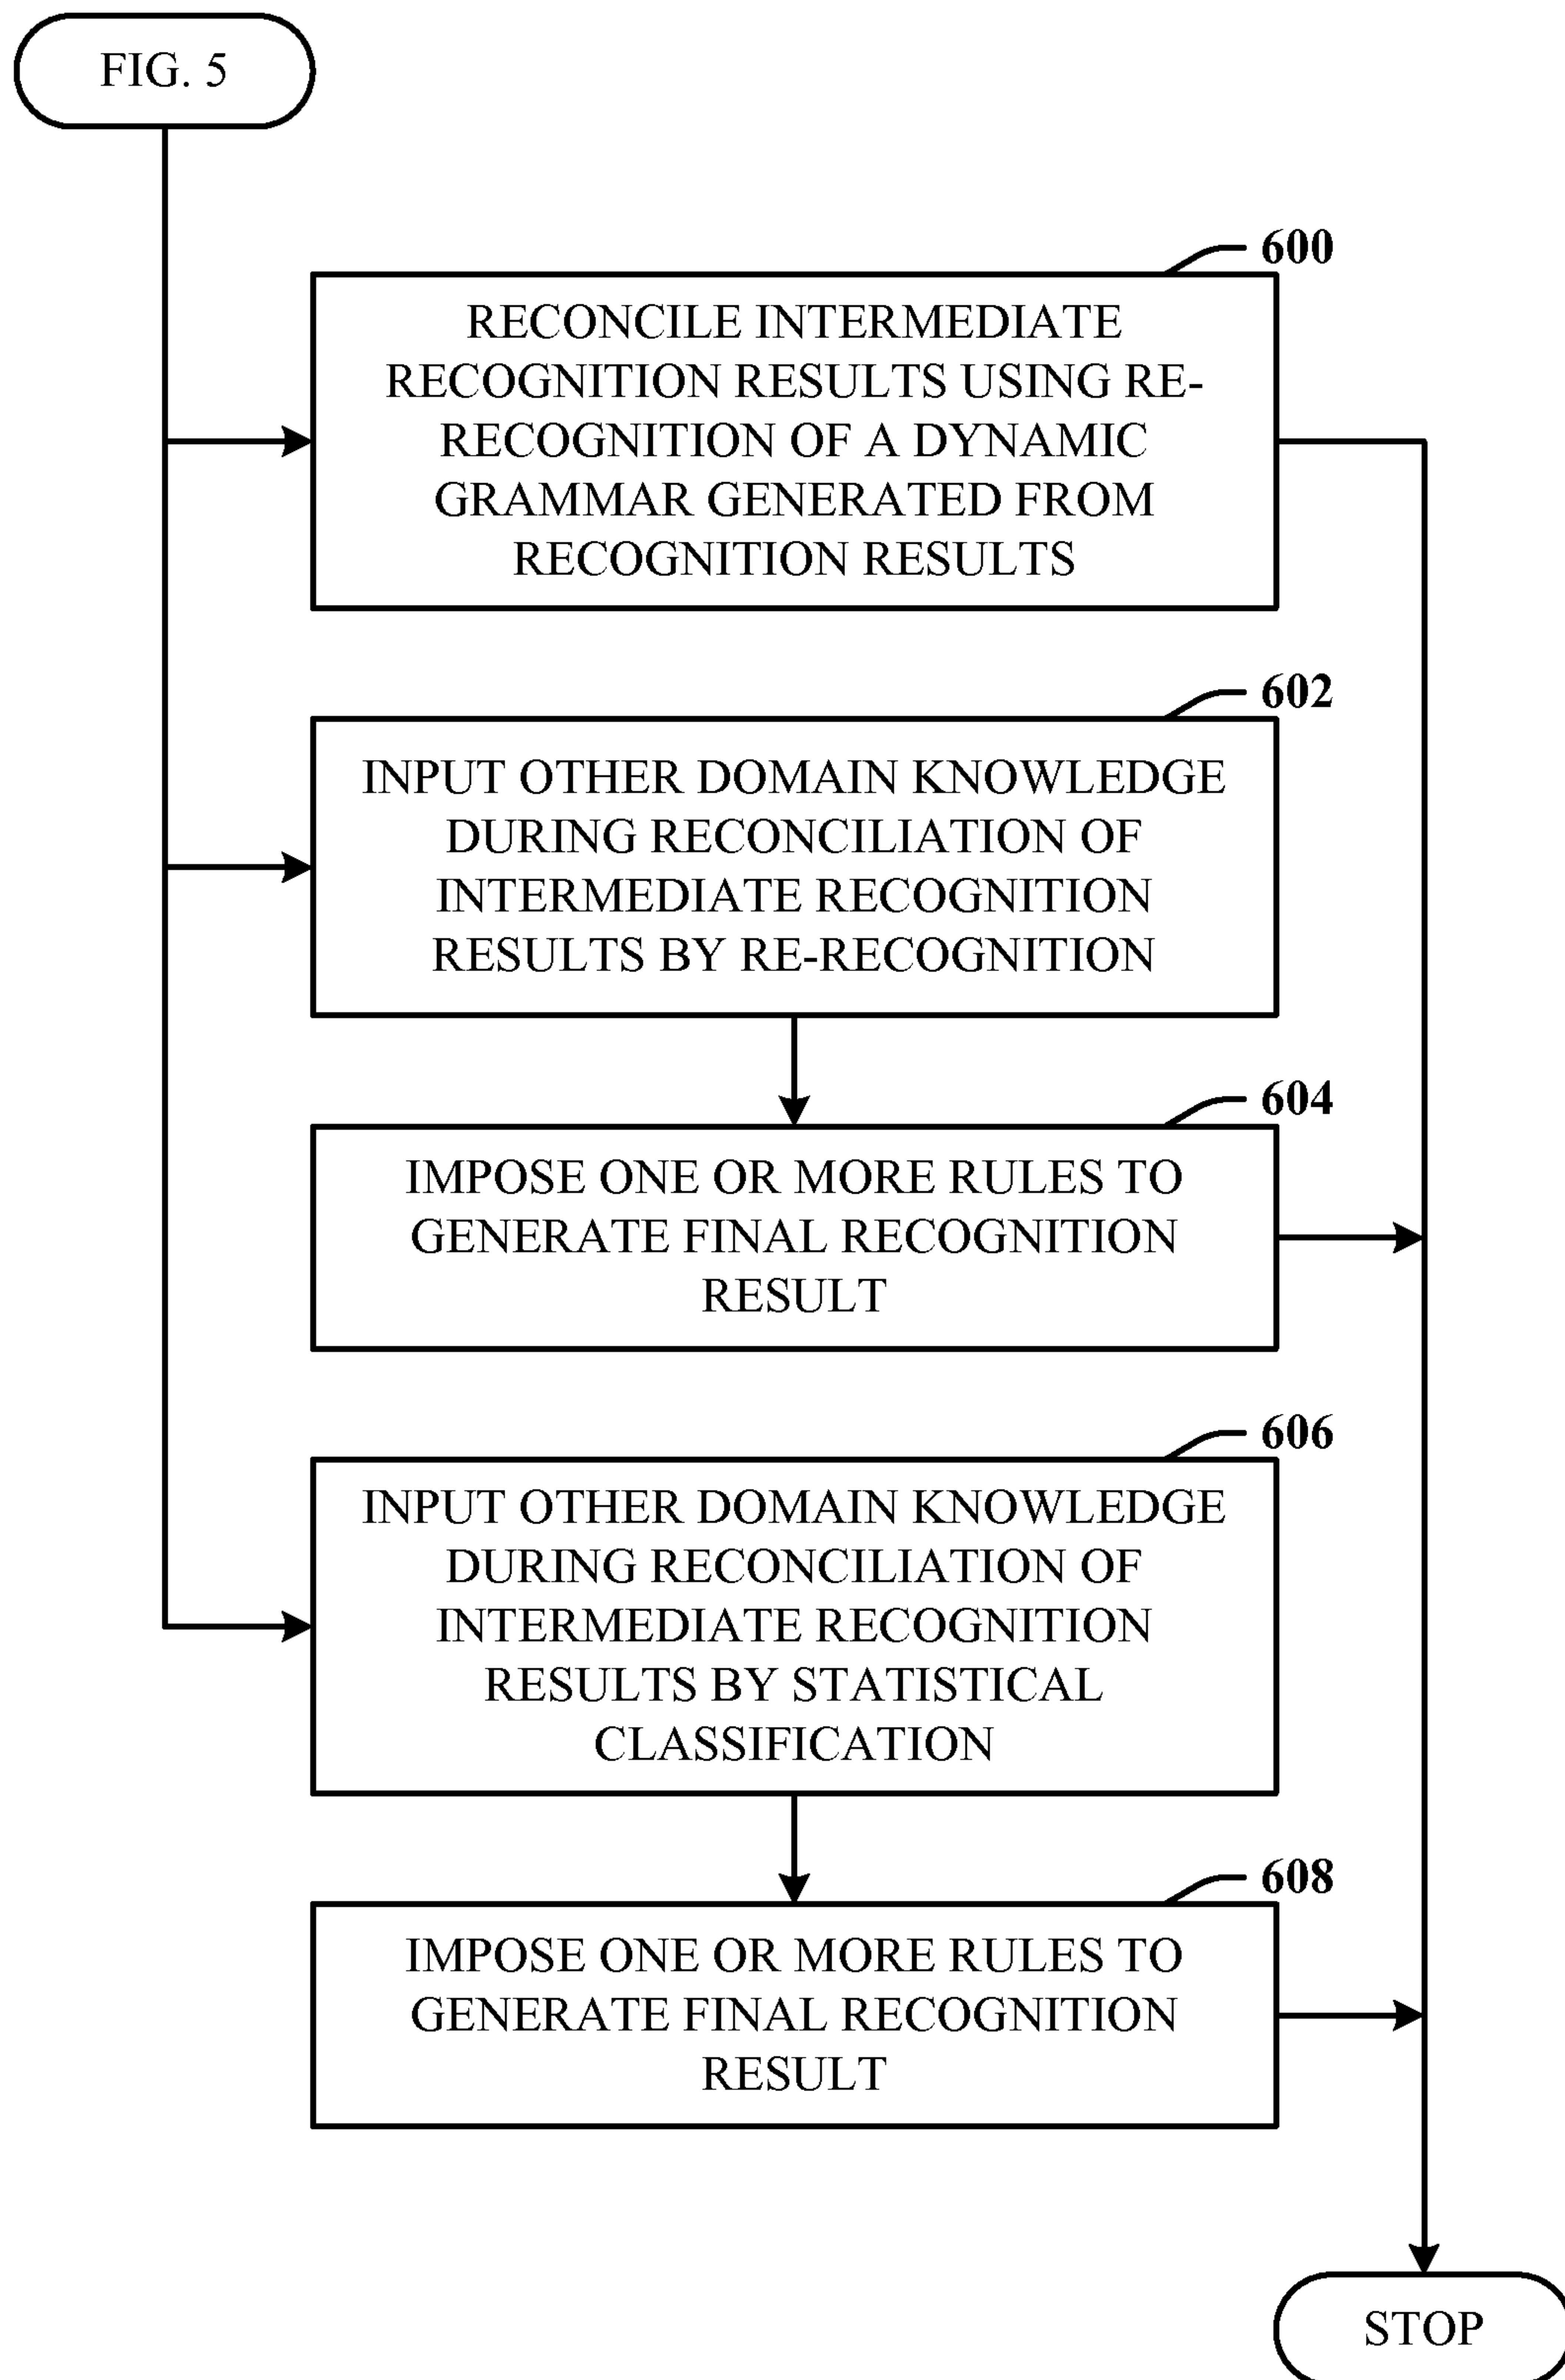 FIG. 5
600
RECONCILE INTERMEDIATE
RECOGNITION RESULTS USING RE-
RECOGNITION OF A DYNAMIC
GRAMMAR GENERATED FROM
RECOGNITION RESULTS
602
INPUT OTHER DOMAIN KNOWLEDGE
DURING RECONCILIATION OF
INTERMEDIATE RECOGNITION
RESULTS BY RE-RECOGNITION
604
IMPOSE ONE OR MORE RULES TO
GENERATE FINAL RECOGNITION
RESULT
606
INPUT OTHER DOMAIN KNOWLEDGE
DURING RECONCILIATION OF
INTERMEDIATE RECOGNITION
RESULTS BY STATISTICAL
CLASSIFICATION
608
IMPOSE ONE OR MORE RULES TO
GENERATE FINAL RECOGNITION
RESULT
STOP